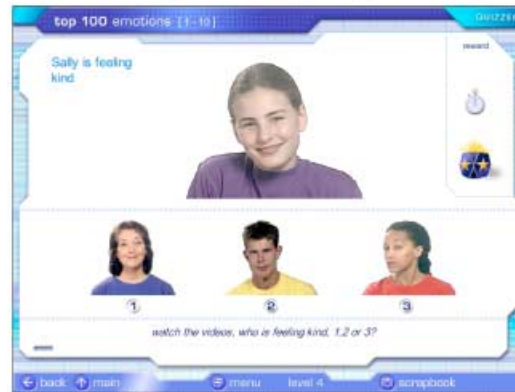 top 100 emotions [1-10]
QUIZZES
Sally is feeling
kind
reward
1
2
3
watch the videos, who is feeling kind, 1,2 or 3?
back
main
menu
level 4
scrapbook